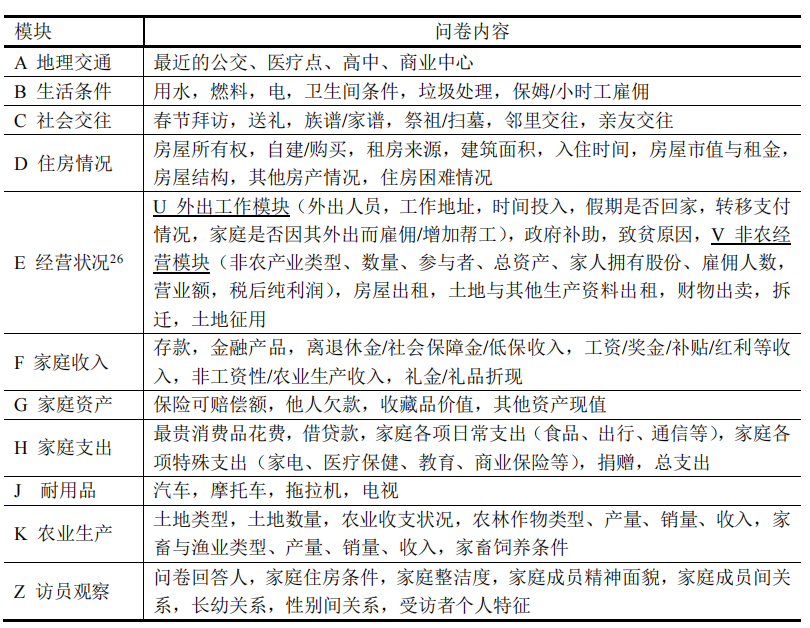 模块 问卷内容
A 地理交通 最近的公交、医疗点、高中、商业中心
B 生活条件 用水，燃料，电，卫生间条件，垃圾处理，保姆/小时工雇佣
C 社会交往 春节拜访，送礼，族谱/家谱，祭祖/扫墓，邻里交往，亲友交往
D 住房情况 房屋所有权，自建/购买，租房来源，建筑面积，入住时间，房屋市值与租金，
房屋结构，其他房产情况，住房困难情况
E 经营状况26 U 外出工作模块（外出人员，工作地址，时间投入，假期是否回家，转移支付
情况，家庭是否因其外出而雇佣/增加帮工），政府补助，致贫原因，V 非农经
营模块（非农产业类型、数量、参与者、总资产、家人拥有股份、雇佣人数，
营业额，税后纯利润），房屋出租，土地与其他生产资料出租，财物出卖，拆
迁，土地征用
F 家庭收入 存款，金融产品，离退休金/社会保障金/低保收入，工资/奖金/补贴/红利等收
入，非工资性/农业生产收入，礼金/礼品折现
G 家庭资产 保险可赔偿额，他人欠款，收藏品价值，其他资产现值
H 家庭支出 最贵消费品花费，借贷款，家庭各项日常支出（食品、出行、通信等），家庭各
项特殊支出（家电、医疗保健、教育、商业保险等），捐赠，总支出
J 耐用品 汽车，摩托车，拖拉机，电视
K 农业生产 土地类型，土地数量，农业收支状况，农林作物类型、产量、销量、收入，家
畜与渔业类型、产量、销量、收入，家畜饲养条件
Z 访员观察 问卷回答人，家庭住房条件，家庭整洁度，家庭成员精神面貌，家庭成员间关
系，长幼关系，性别间关系，受访者个人特征